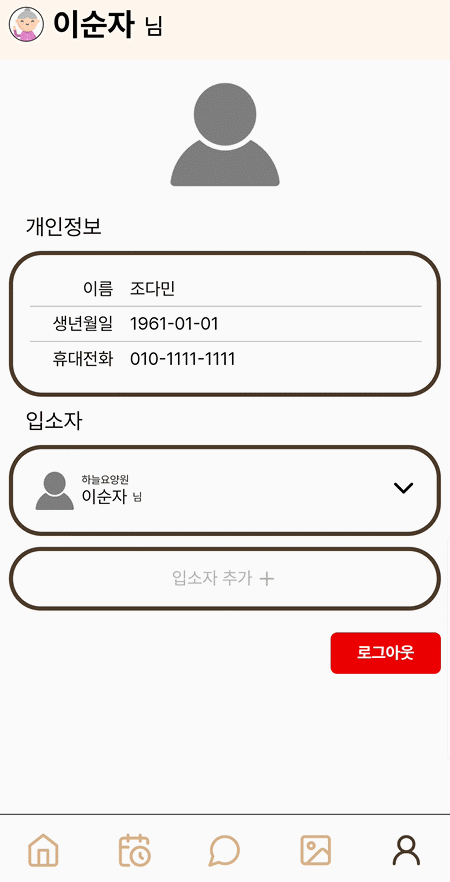 이순자 님
개인정보
이름 조다민
생년월일 1961-01-01
휴대전화 010-1111-1111
입소자
하늘요양원
이순자 님
입소자 추가 +
로그아웃